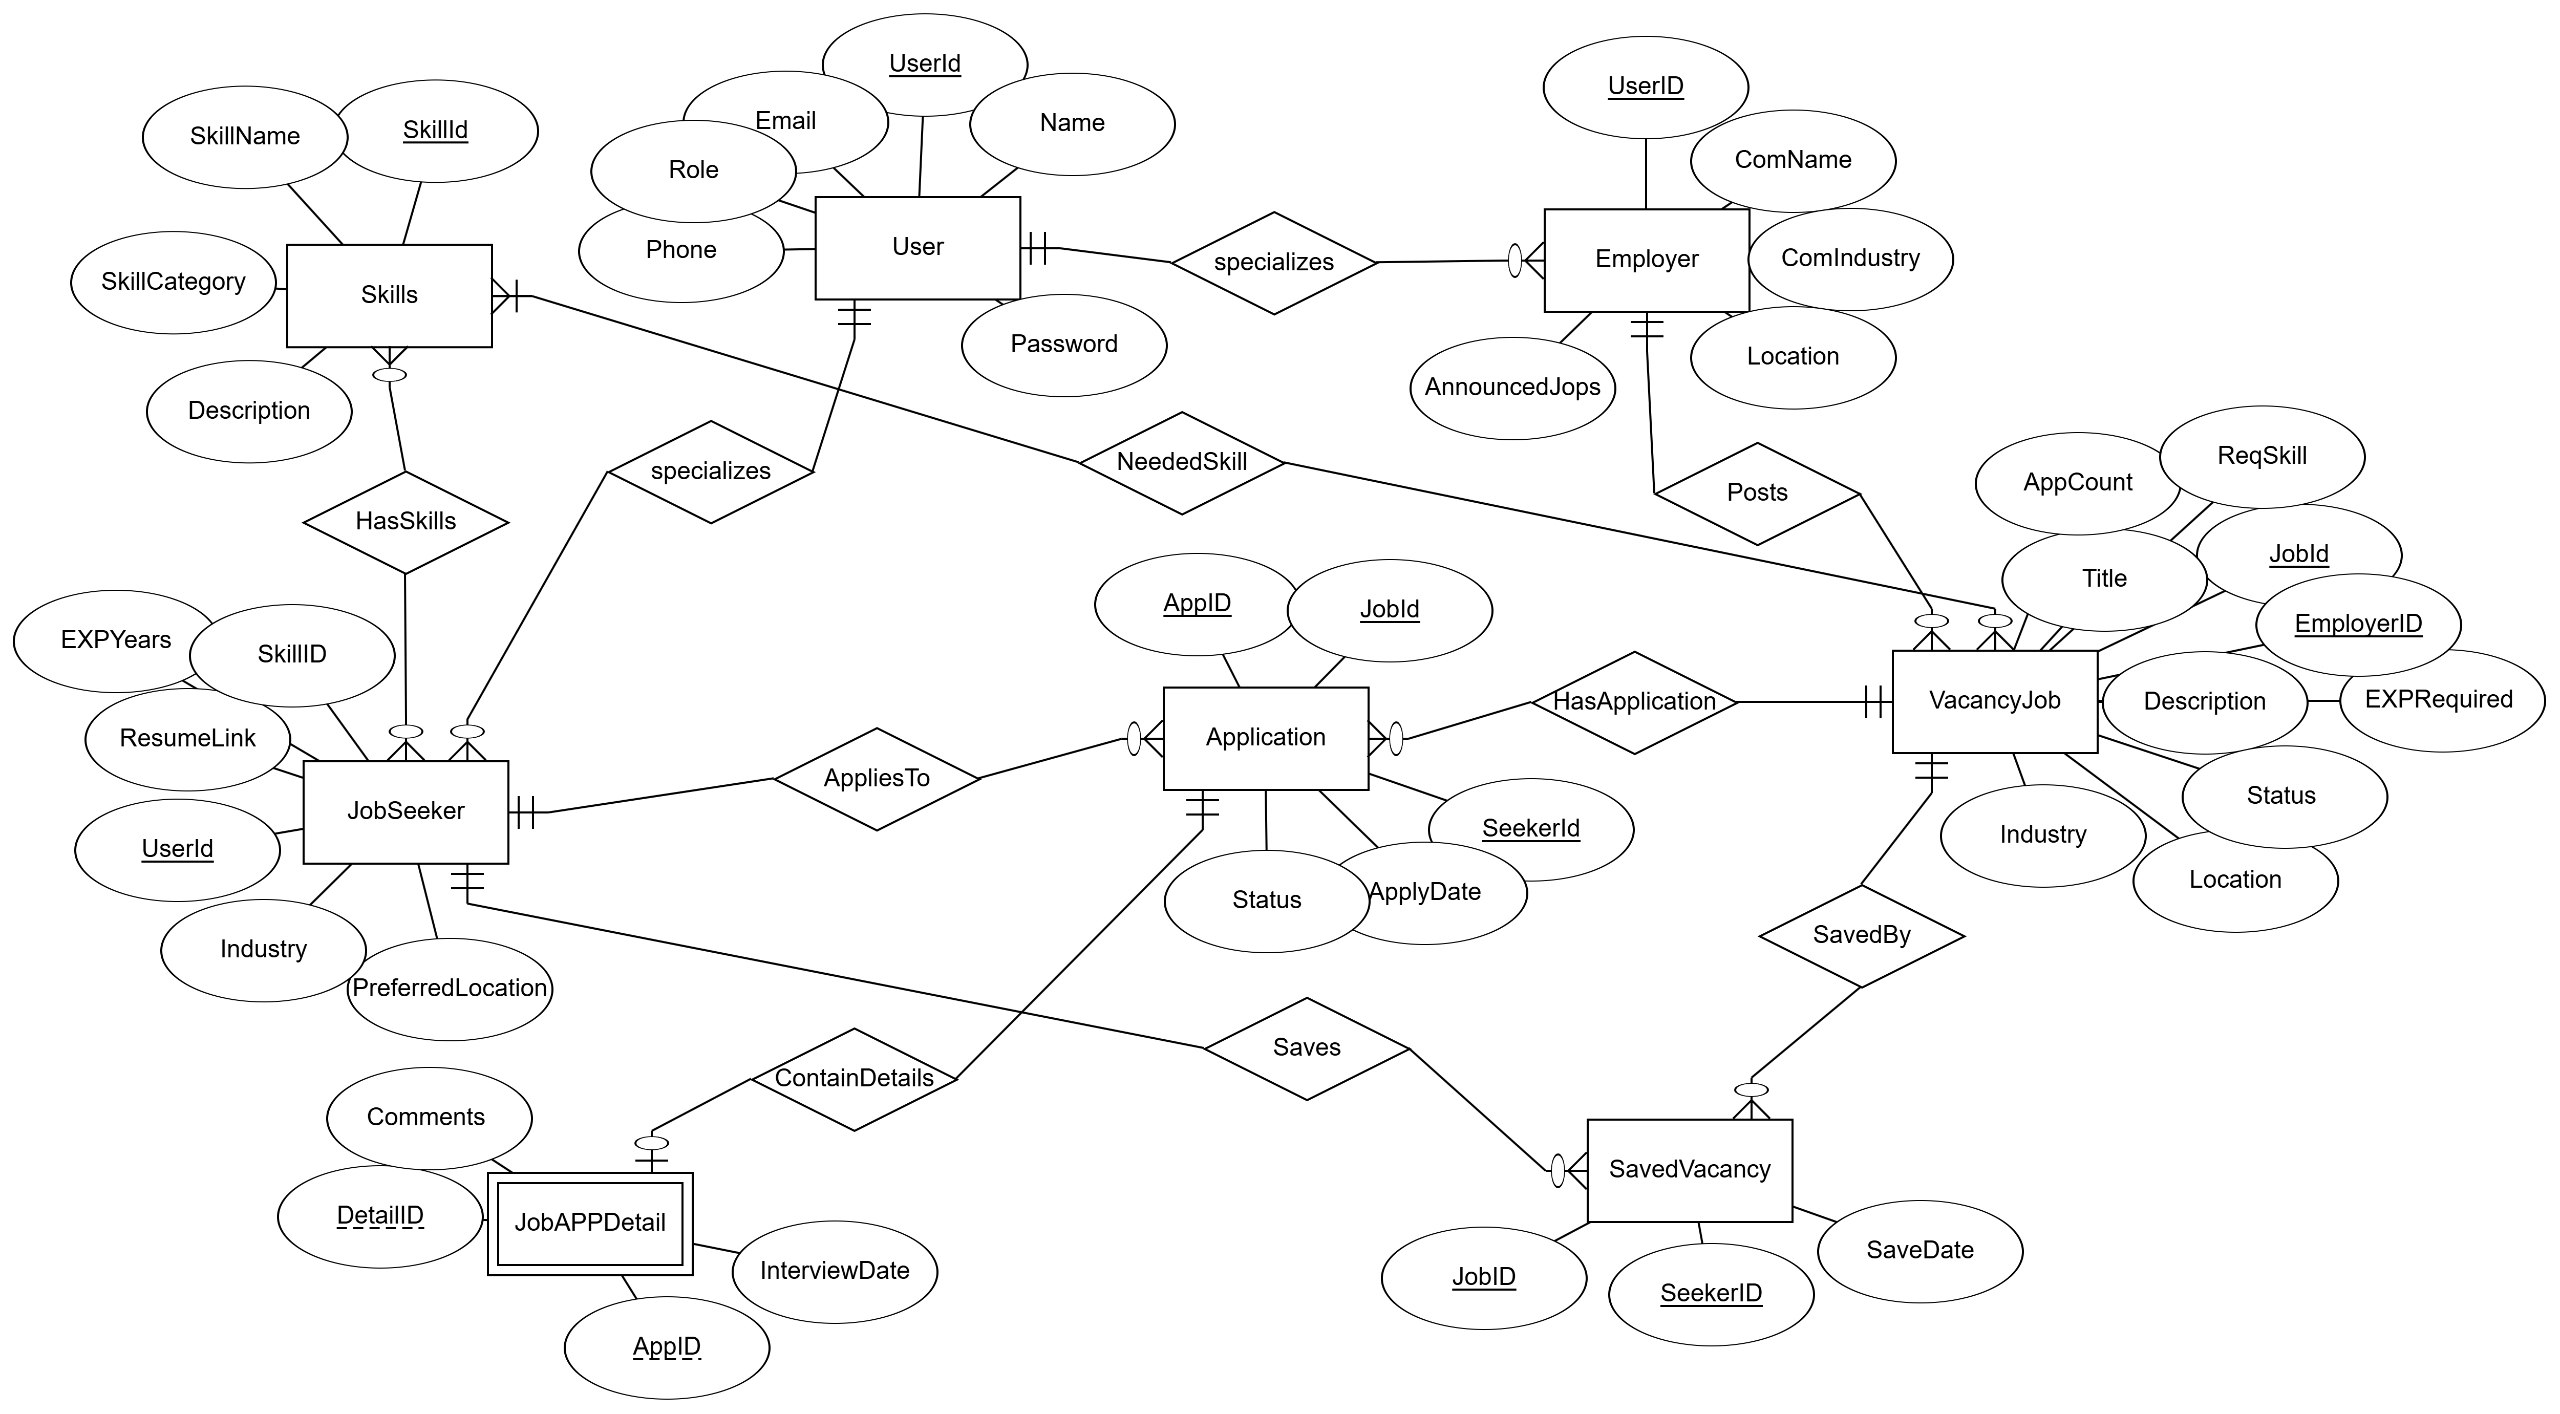 UserId
UserID
Email
Name
SkillName
SkillId
ComName
Role
User
specializes
Employer
ComIndustry
Phone
SkillCategory
Skills
Password
Location
AnnouncedJops
Description
specializes
NeededSkill
Posts
AppCount
ReqSkill
HasSkills
Title
JobId
AppID
JobId
EmployerID
EXPYears
SkillID
Description
EXPRequired
HasApplication
VacancyJob
ResumeLink
Application
AppliesTo
JobSeeker
Status
SeekerId
Industry
UserId
Status
ApplyDate
Location
Industry
SavedBy
PreferredLocation
Saves
ContainDetails
Comments
SavedVacancy
DetailID
JobAPPDetail
SaveDate
InterviewDate
JobID
SeekerID
AppID